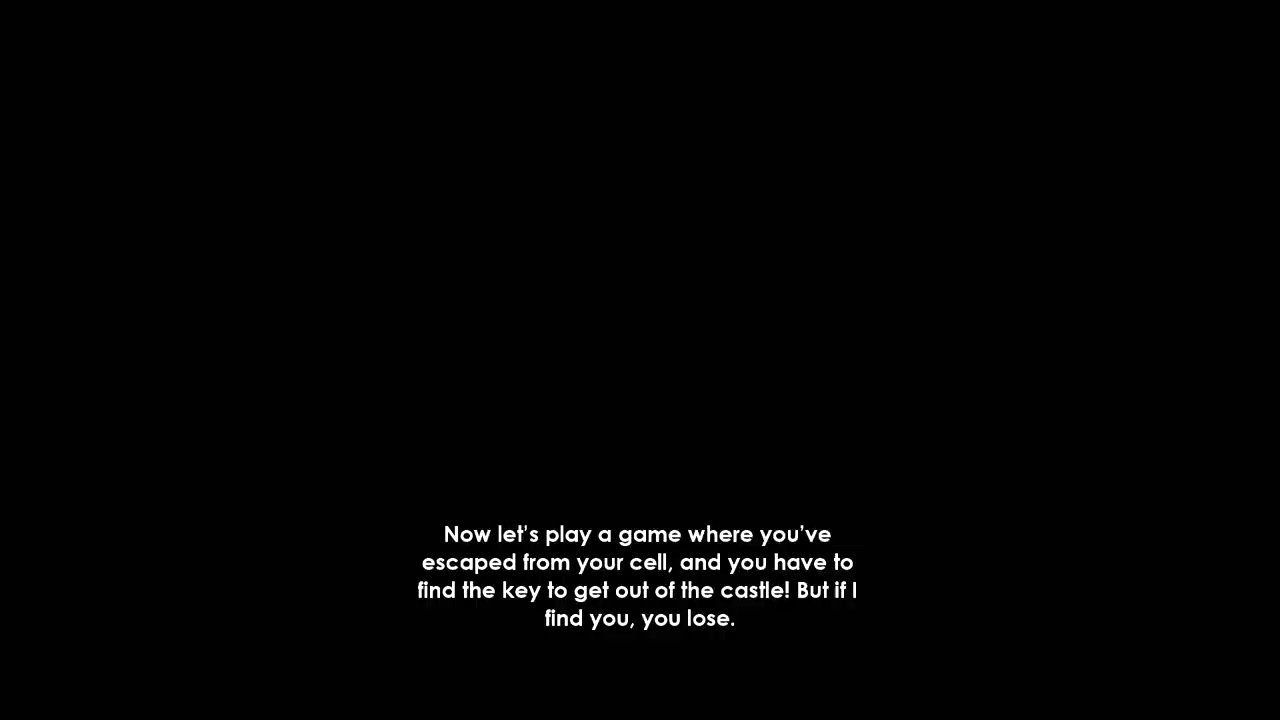 Now let's play a game where you've
escaped from your cell, and you have to
find the key to get out of the castle! But if I
find you, you lose.